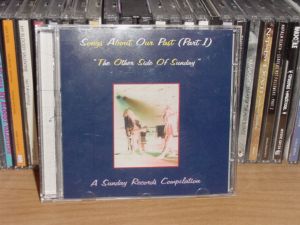 Songs About Our Past (Part I)
"The Other Side Of Sunday"
A Sunday Records Compilation